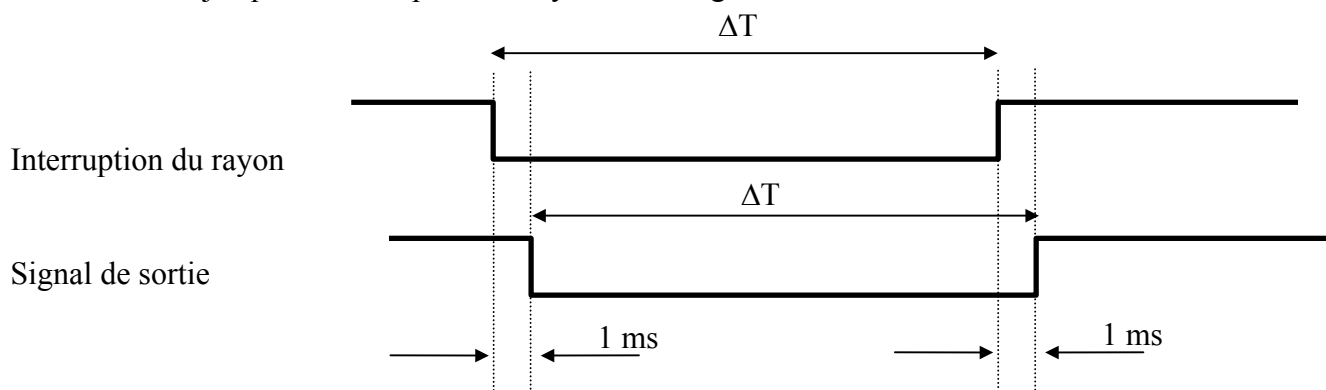 ΔT
Interruption du rayon
ΔT
Signal de sortie
1 ms
1 ms